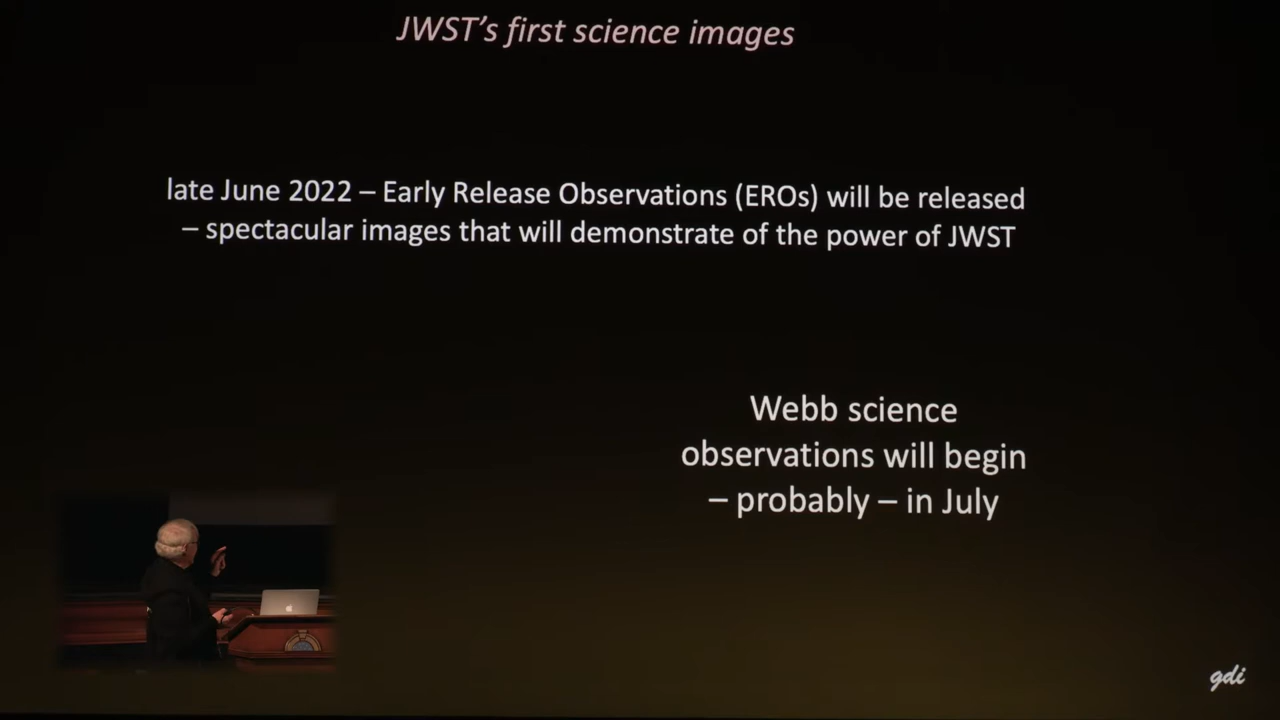 JWST's first science images
late June 2022 – Early Release Observations (EROs) will be released
– spectacular images that will demonstrate of the power of JWST
Webb science
observations will begin
– probably – in July
gdi